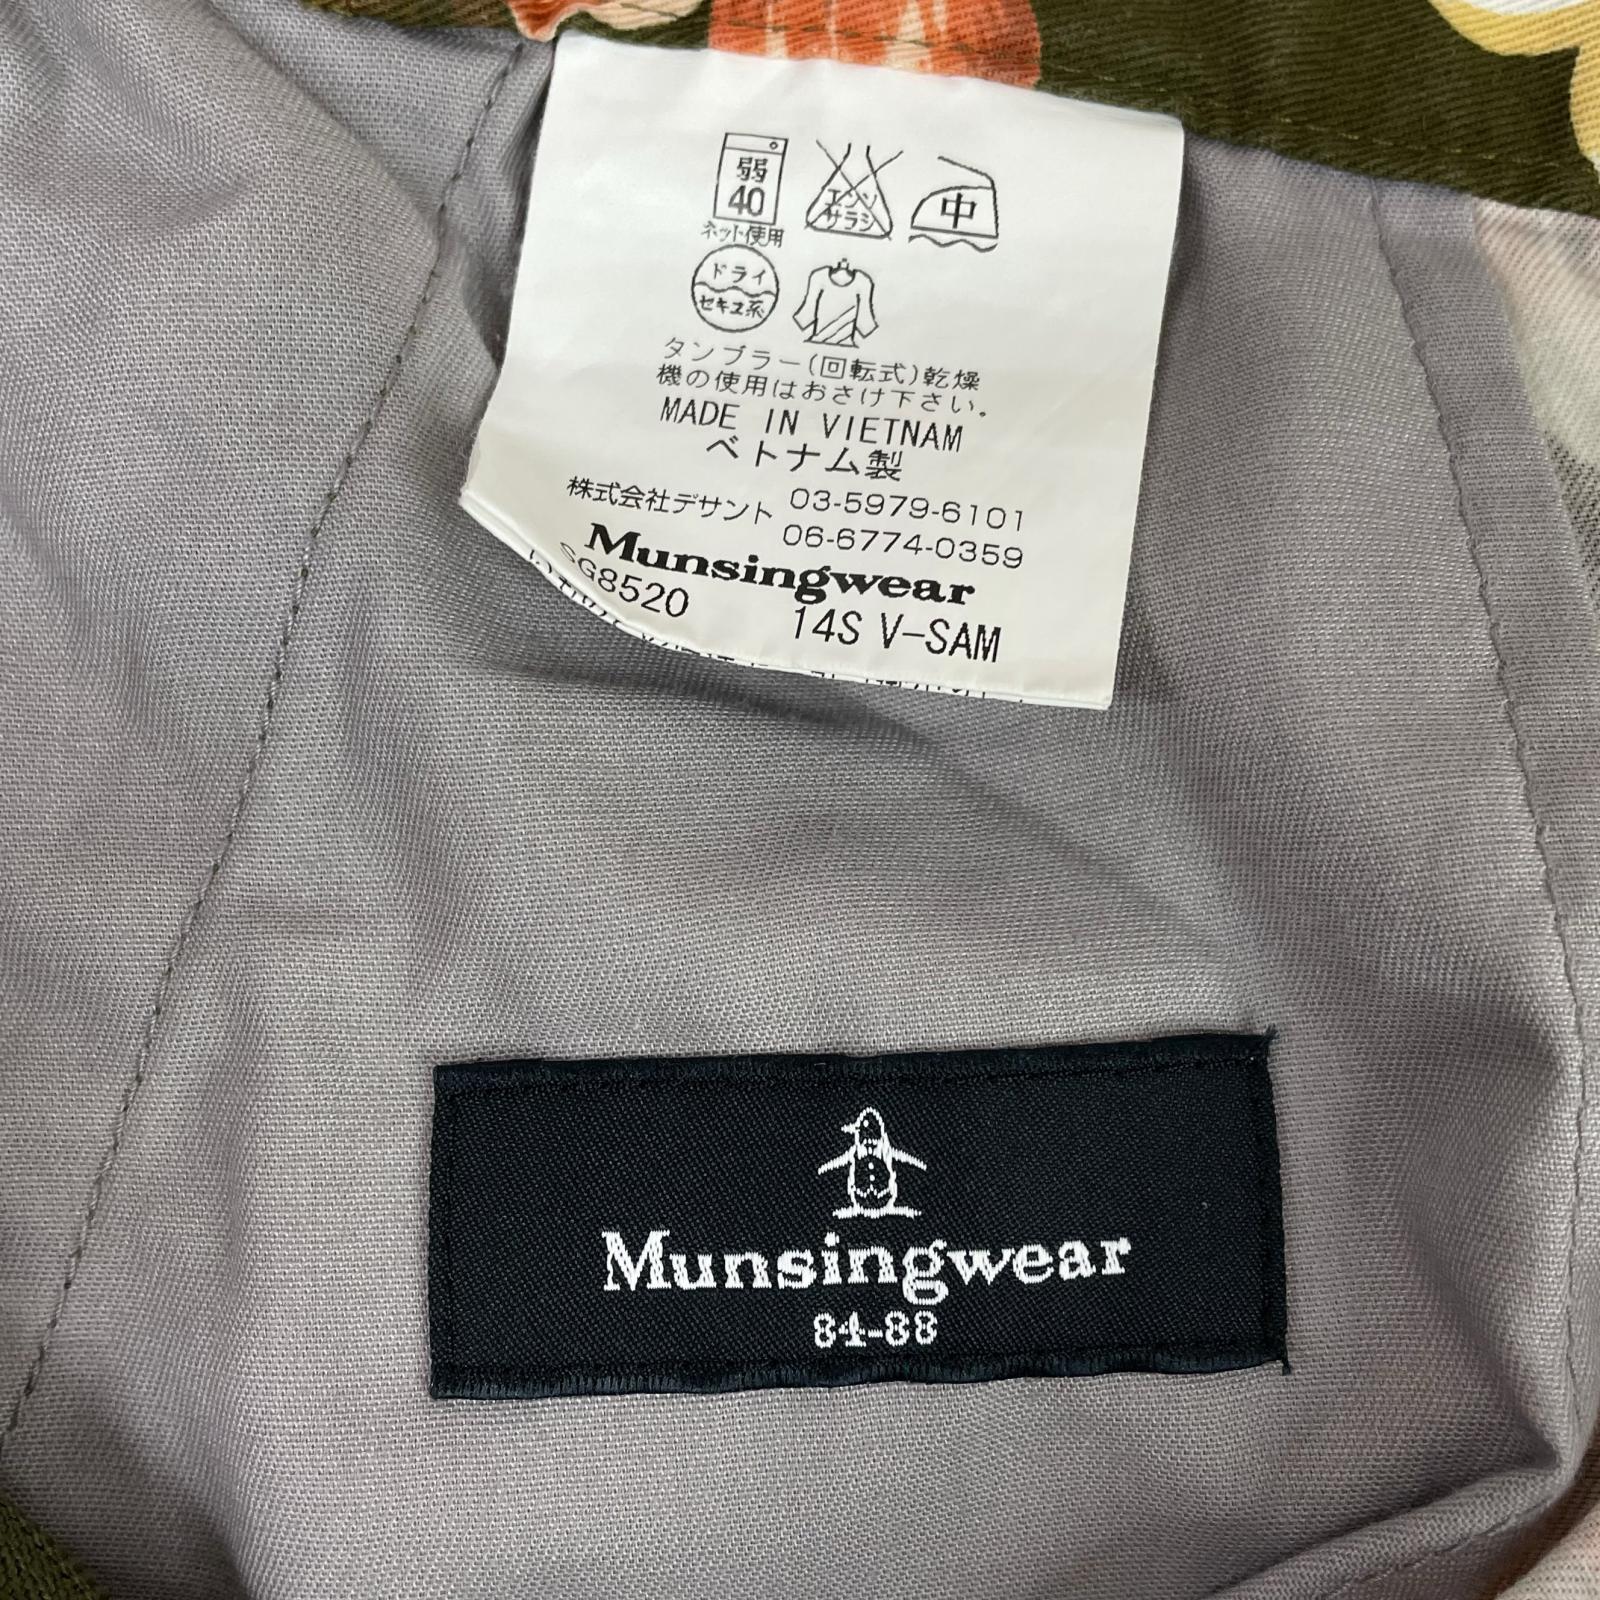 弱
40
ネット使用
エンソ
サラシ
中
ドライ
セキユ系
タンブラー(回転式)乾燥
機の使用はおさけ下さい。
MADE IN VIETNAM
ベトナム製
株式会社デサント 03-5979-6101
06-6774-0359
Munsingwear
SG8520 14S V-SAM
Munsingwear
84-88